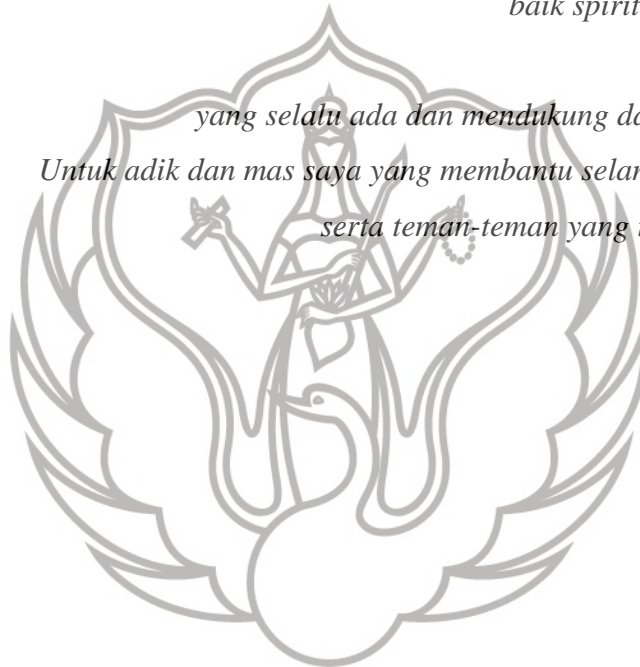 baik spirit
yang selalu ada dan mendukung da
Untuk adik dan mas saya yang membantu selar
serta teman-teman yang